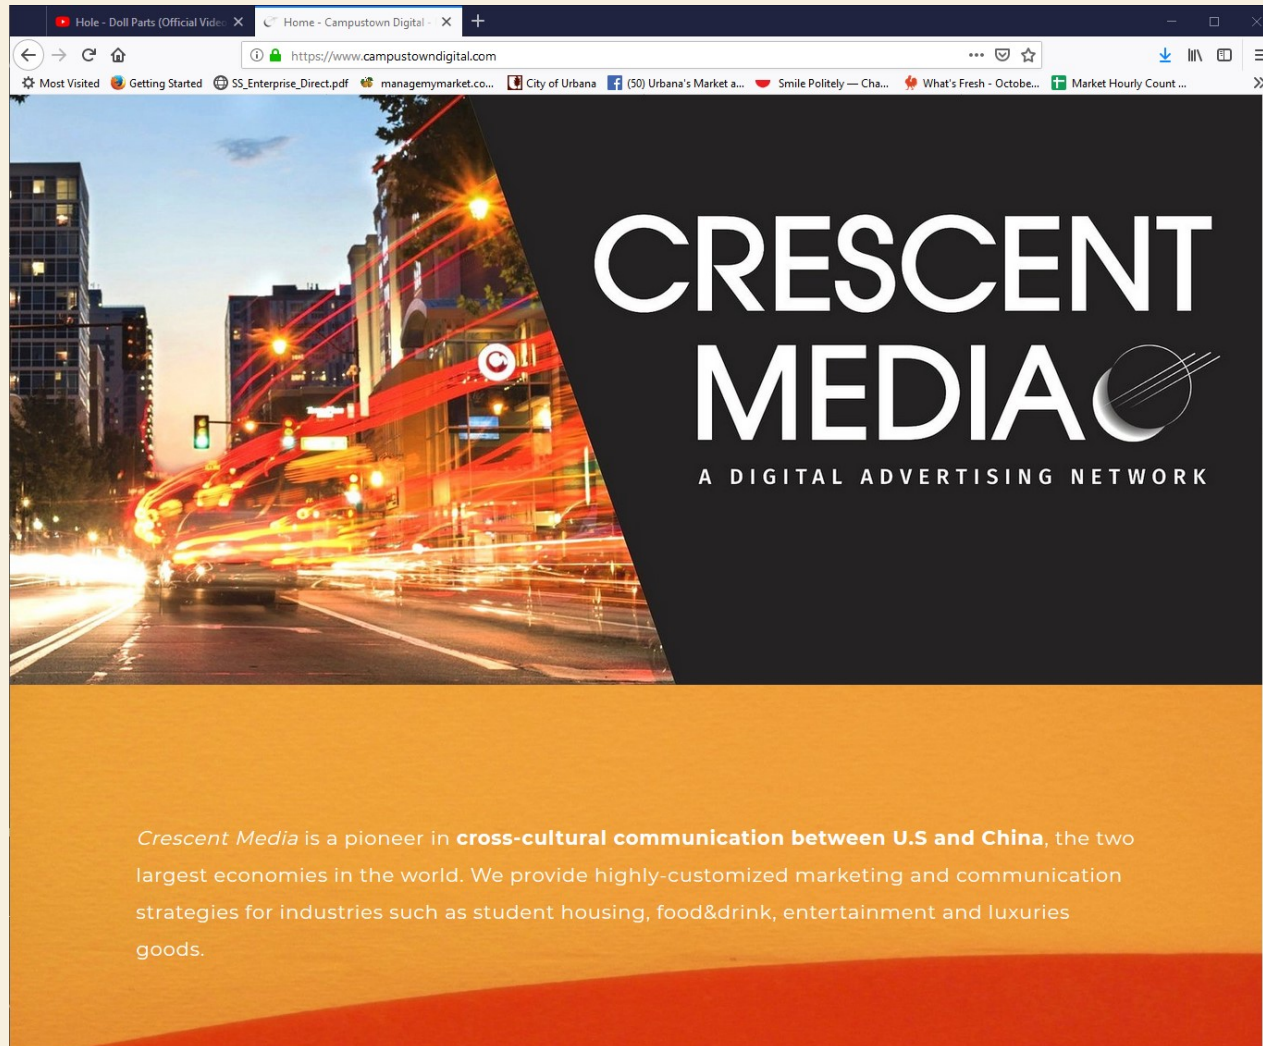 Hole - Doll Parts (Official Vide
Home - Campustown Digital -
https://www.campustowndigital.com
Most Visited
Getting Started
SS_Enterprise_Direct.pdf
managemymarket.co...
City of Urbana
(50) Urbana's Market a...
Smile Politely — Cha...
What's Fresh - Octobe...
Market Hourly Count ...
CRESCENT
MEDIA
A DIGITAL ADVERTISING NETWORK
Crescent Media is a pioneer in cross-cultural communication between U.S and China, the two
largest economies in the world. We provide highly-customized marketing and communication
strategies for industries such as student housing, food&drink, entertainment and luxuries
goods.